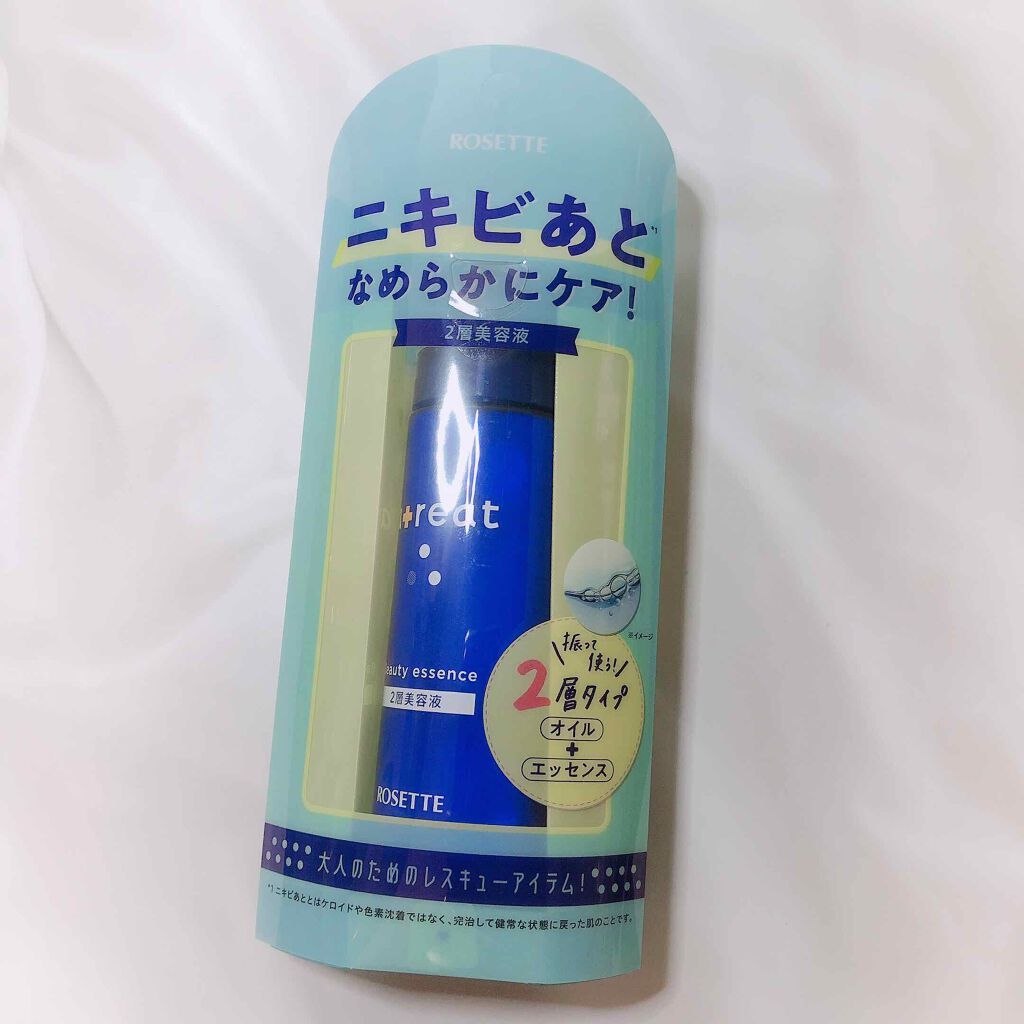 ROSETTE
ニキビあと*1
なめらかにケア!
2層美容液
treat
beauty essence
2層美容液
ROSETTE
※イメージ
振って
使う!
2層タイプ
オイル
+
エッセンス
大人のためのレスキューアイテム!
*1 ニキビあととはケロイドや色素沈着ではなく、完治して健常な状態に戻った肌のことです。